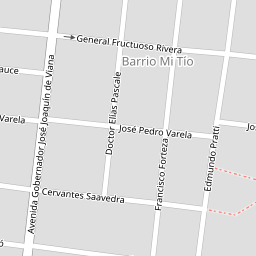 General Fructuoso Rivera
Barrio Mi Tío
auce
Avenida Gobernador José Joaquín de Viana
Doctor Elías Pascale
Varela
José Pedro Varela
Jos
Francisco Forteza
Edmundo Pratti
Cervantes Saavedra
ó